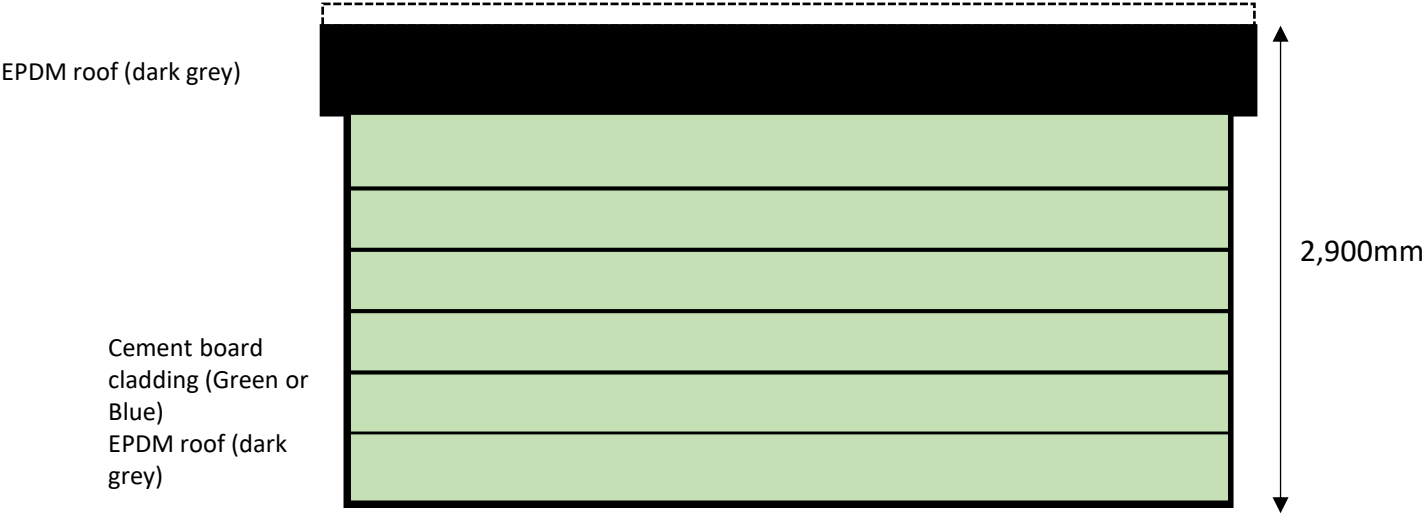 EPDM roof (dark grey)
2,900mm
Cement board
cladding (Green or
Blue)
EPDM roof (dark
grey)